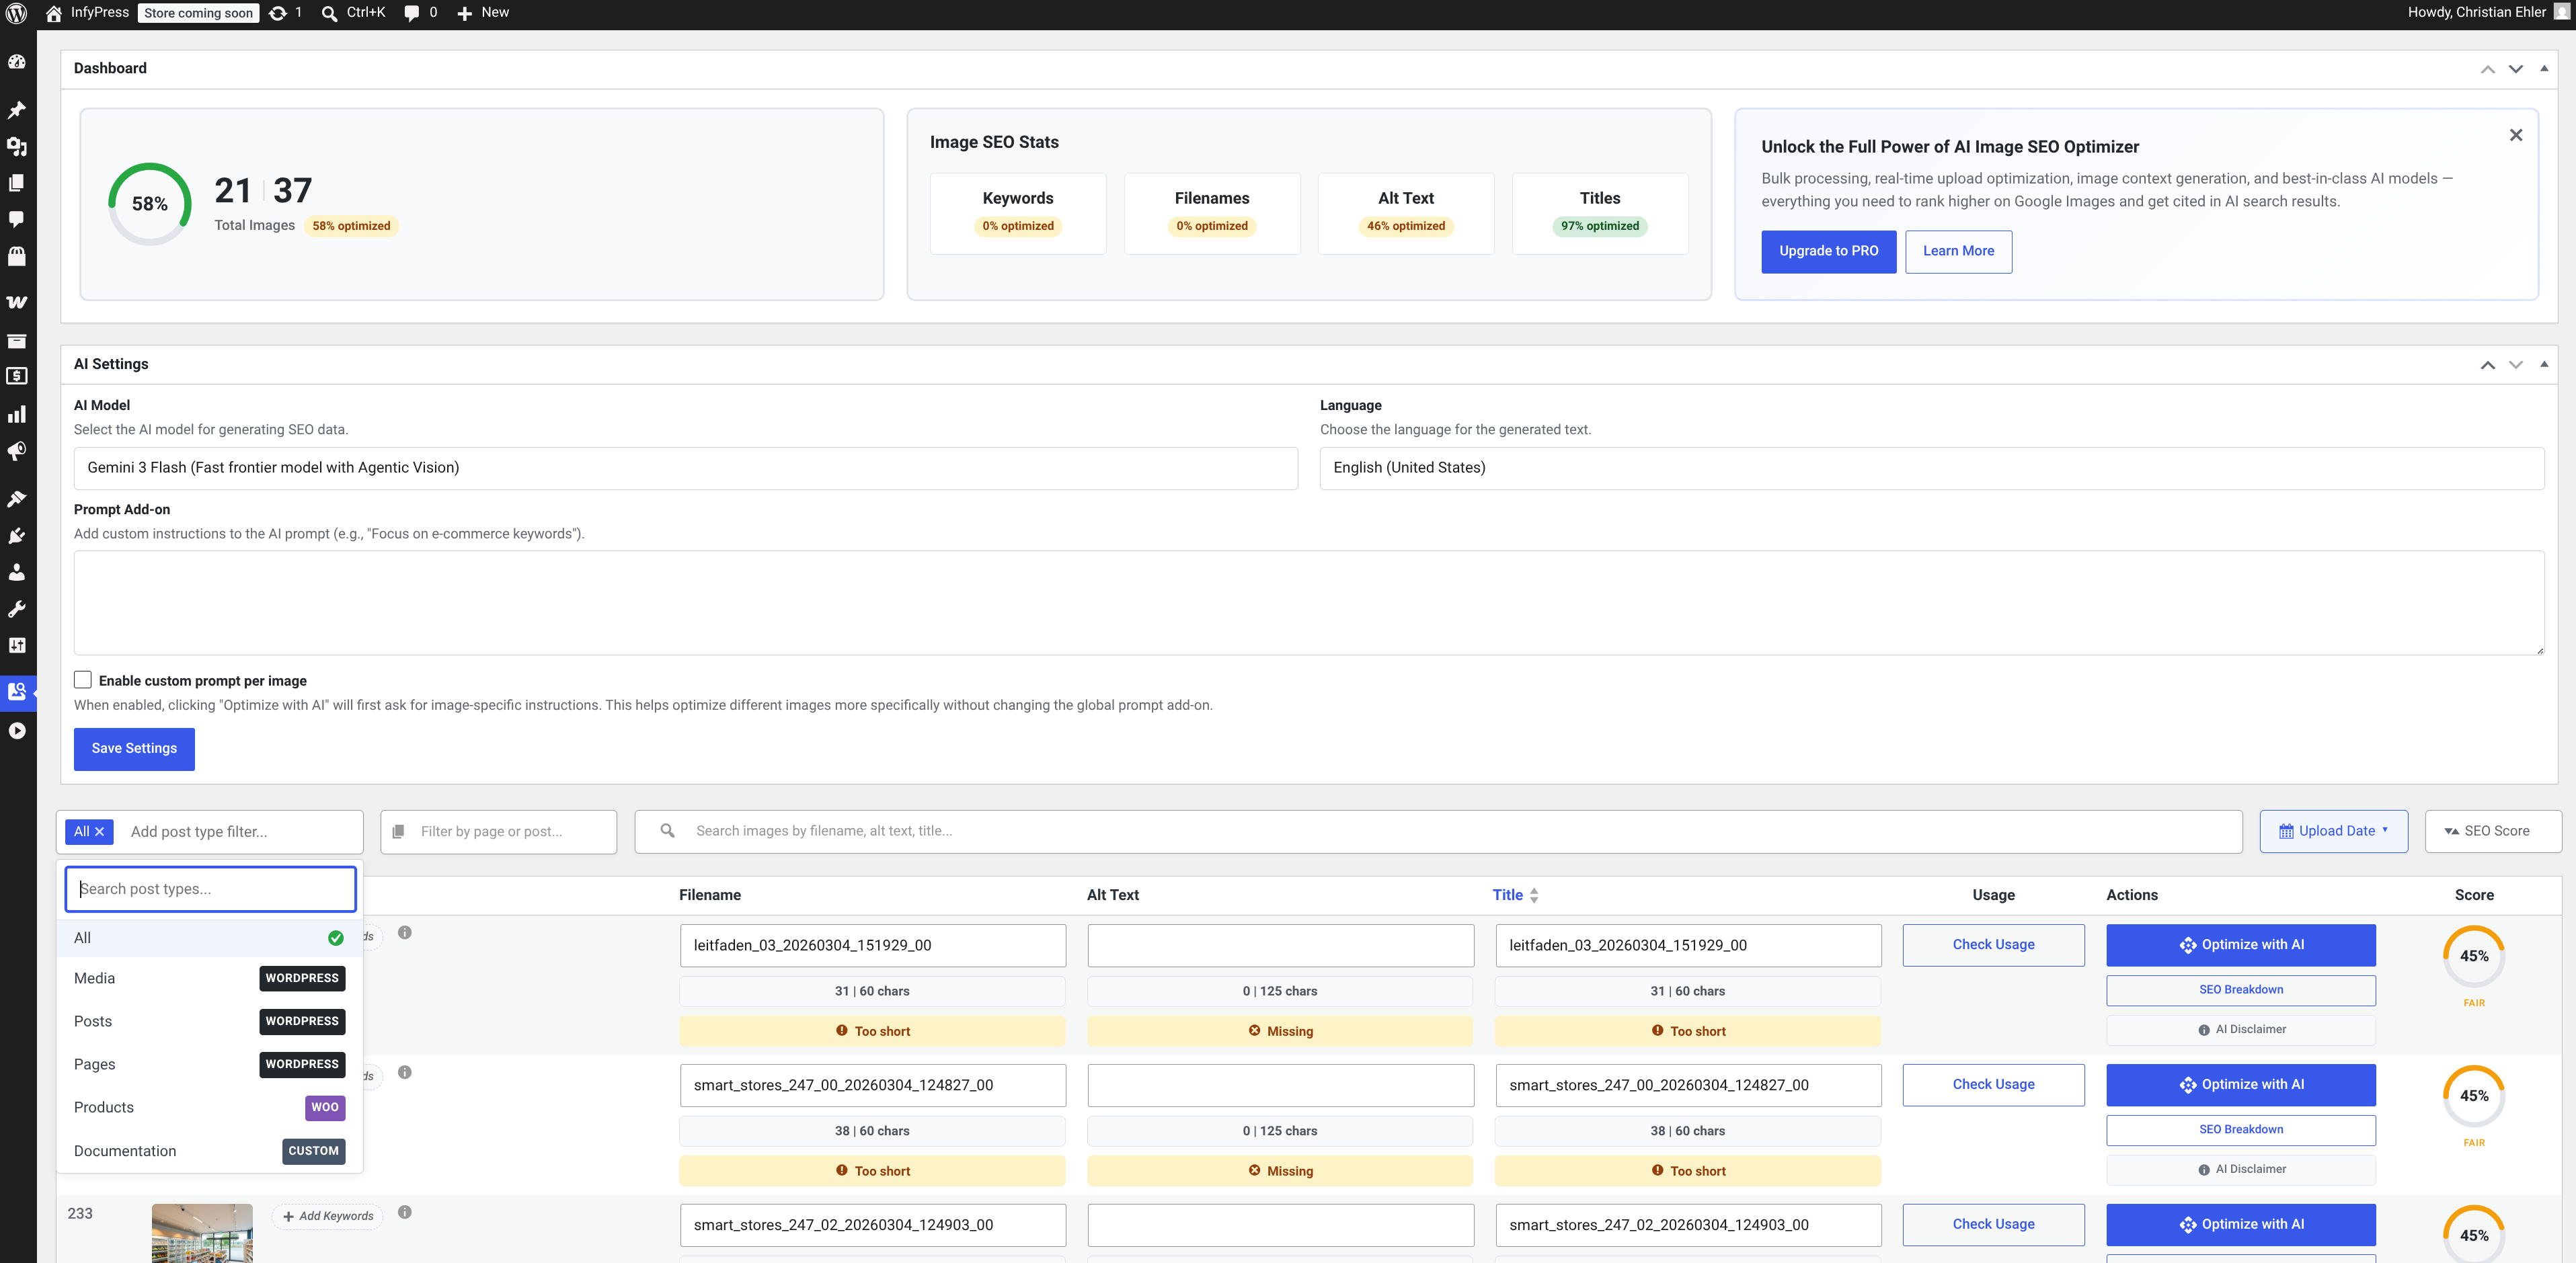 InfyPress Store coming soon 1 Ctrl+K 0 New Howdy, Christian Ehler
Dashboard
58%
21 | 37
Total Images 58% optimized
Image SEO Stats
Keywords
0% optimized
Filenames
0% optimized
Alt Text
46% optimized
Titles
97% optimized
Unlock the Full Power of AI Image SEO Optimizer
Bulk processing, real-time upload optimization, image context generation, and best-in-class AI models —
everything you need to rank higher on Google Images and get cited in AI search results.
Upgrade to PRO Learn More
AI Settings
AI Model
Select the AI model for generating SEO data.
Gemini 3 Flash (Fast frontier model with Agentic Vision)
Language
Choose the language for the generated text.
English (United States)
Prompt Add-on
Add custom instructions to the AI prompt (e.g., "Focus on e-commerce keywords").
Enable custom prompt per image
When enabled, clicking "Optimize with AI" will first ask for image-specific instructions. This helps optimize different images more specifically without changing the global prompt add-on.
Save Settings
All Add post type filter... Filter by page or post... Search images by filename, alt text, title... Upload Date SEO Score
Search post types...
All
Media WORDPRESS
Posts WORDPRESS
Pages WORDPRESS
Products WOO
Documentation CUSTOM
Filename Alt Text Title Usage Actions Score
ds leitfaden_03_20260304_151929_00 leitfaden_03_20260304_151929_00 Check Usage Optimize with AI 45%
31 | 60 chars 0 | 125 chars 31 | 60 chars SEO Breakdown FAIR
Too short Missing Too short AI Disclaimer
ds smart_stores_247_00_20260304_124827_00 smart_stores_247_00_20260304_124827_00 Check Usage Optimize with AI 45%
38 | 60 chars 0 | 125 chars 38 | 60 chars SEO Breakdown FAIR
Too short Missing Too short AI Disclaimer
233 Add Keywords smart_stores_247_02_20260304_124903_00 smart_stores_247_02_20260304_124903_00 Check Usage Optimize with AI 45%